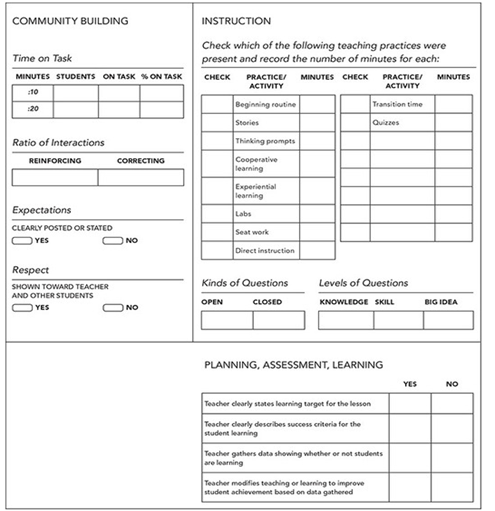 COMMUNITY BUILDING
Time on Task
MINUTES STUDENTS ON TASK % ON TASK
:10
:20
Ratio of Interactions
REINFORCING CORRECTING
Expectations
CLEARLY POSTED OR STATED
YES NO
Respect
SHOWN TOWARD TEACHER
AND OTHER STUDENTS
YES NO
INSTRUCTION
Check which of the following teaching practices were
present and record the number of minutes for each:
CHECK PRACTICE/ MINUTES CHECK PRACTICE/ MINUTES
ACTIVITY ACTIVITY
Beginning routine Transition time
Stories Quizzes
Thinking prompts
Cooperative
learning
Experiential
learning
Labs
Seat work
Direct instruction
Kinds of Questions Levels of Questions
OPEN CLOSED KNOWLEDGE SKILL BIG IDEA
PLANNING, ASSESSMENT, LEARNING
YES NO
Teacher clearly states learning target for the lesson
Teacher clearly describes success criteria for the
student learning
Teacher gathers data showing whether or not students
are learning
Teacher modifies teaching or learning to improve
student achievement based on data gathered